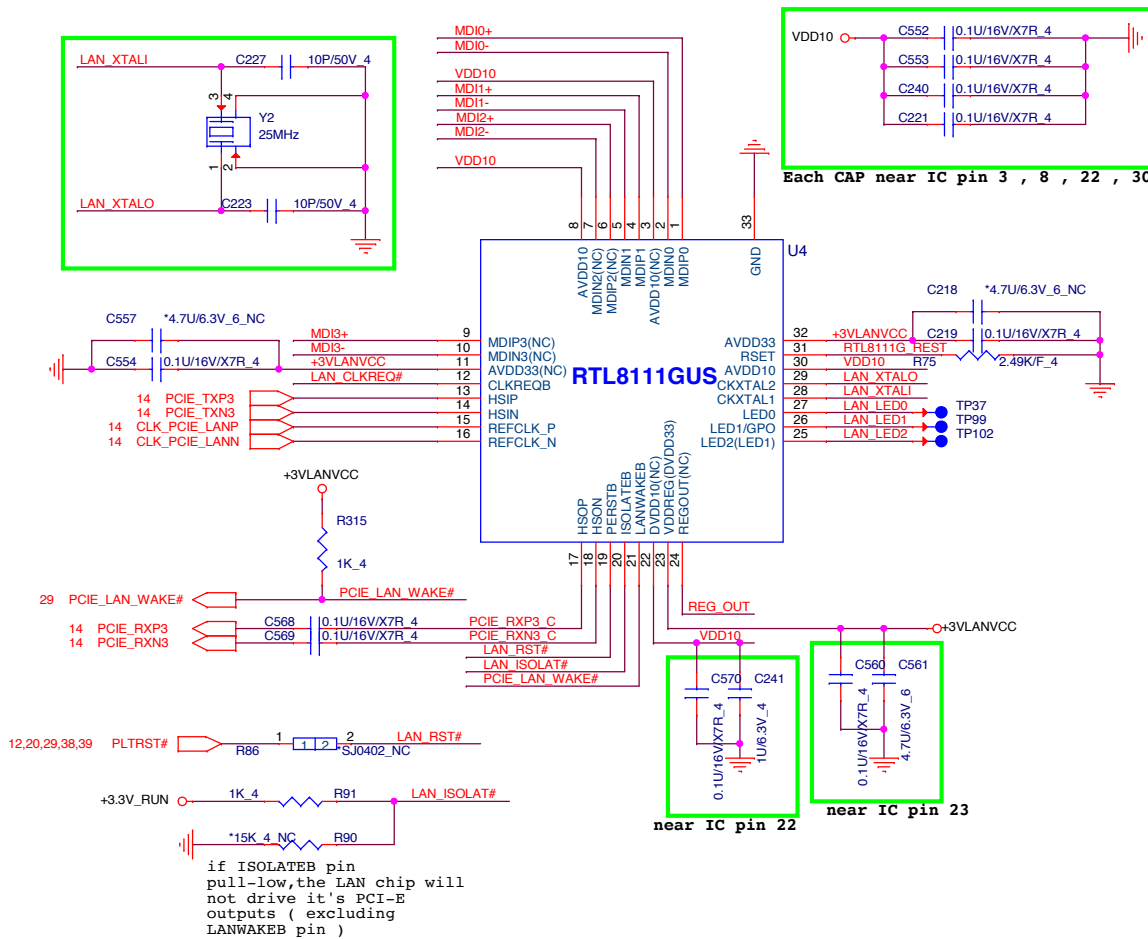 LAN_XTALI
C227
10P/50V_4
3
4
Y2
25MHz
1
2
LAN_XTALO
C223
10P/50V_4
MDI0+
MDI0-
VDD10
MDI1+
MDI1-
MDI2+
MDI2-
VDD10
VDD10
C552
0.1U/16V/X7R_4
C553
0.1U/16V/X7R_4
C240
0.1U/16V/X7R_4
C221
0.1U/16V/X7R_4
Each CAP near IC pin 3 , 8 , 22 , 30
8
7
6
5
4
3
2
1
33
U4
AVDD10
MDIN2(NC)
MDIP2(NC)
MDIN1
MDIP1
AVDD10(NC)
MDIN0
MDIP0
GND
C557
*4.7U/6.3V_6_NC
C554
0.1U/16V/X7R_4
MDI3+
9
MDIP3(NC)
MDI3-
10
MDIN3(NC)
+3VLANVCC
11
AVDD33(NC)
LAN_CLKREQ#
12
CLKREQB
14
PCIE_TXP3
13
HSIP
14
PCIE_TXN3
14
HSIN
14
CLK_PCIE_LANP
15
REFCLK_P
14
CLK_PCIE_LANN
16
REFCLK_N
RTL8111GUS
C218
*4.7U/6.3V_6_NC
AVDD33
32
+3VLANVCC
C219
0.1U/16V/X7R_4
RSET
31
RTL8111G_REST
R75
2.49K/F_4
AVDD10
30
VDD10
CKXTAL2
29
LAN_XTALO
CKXTAL1
28
LAN_XTALI
LED0
27
LAN_LED0
TP37
LED1/GPO
26
LAN_LED1
TP99
LED2(LED1)
25
LAN_LED2
TP102
HSOP
HSON
PERSTB
ISOLATEB
LANWAKEB
DVDD10(NC)
VDDREG(DVDD33)
REGOUT(NC)
17
18
19
20
21
22
23
24
+3VLANVCC
R315
1K_4
29
PCIE_LAN_WAKE#
PCIE_LAN_WAKE#
14
PCIE_RXP3
C568
0.1U/16V/X7R_4
PCIE_RXP3_C
14
PCIE_RXN3
C569
0.1U/16V/X7R_4
PCIE_RXN3_C
LAN_RST#
LAN_ISOLAT#
PCIE_LAN_WAKE#
REG_OUT
+3VLANVCC
VDD10
C570
0.1U/16V/X7R_4
C241
1U/6.3V_4
near IC pin 22
C560
0.1U/16V/X7R_4
C561
4.7U/6.3V_6
near IC pin 23
12,20,29,38,39
PLTRST#
1
R86
1 2
2
*SJ0402_NC
LAN_RST#
+3.3V_RUN
1K_4
R91
LAN_ISOLAT#
*15K_4_NC
R90
if ISOLATEB pin
pull-low,the LAN chip will
not drive it's PCI-E
outputs ( excluding
LANWAKEB pin )